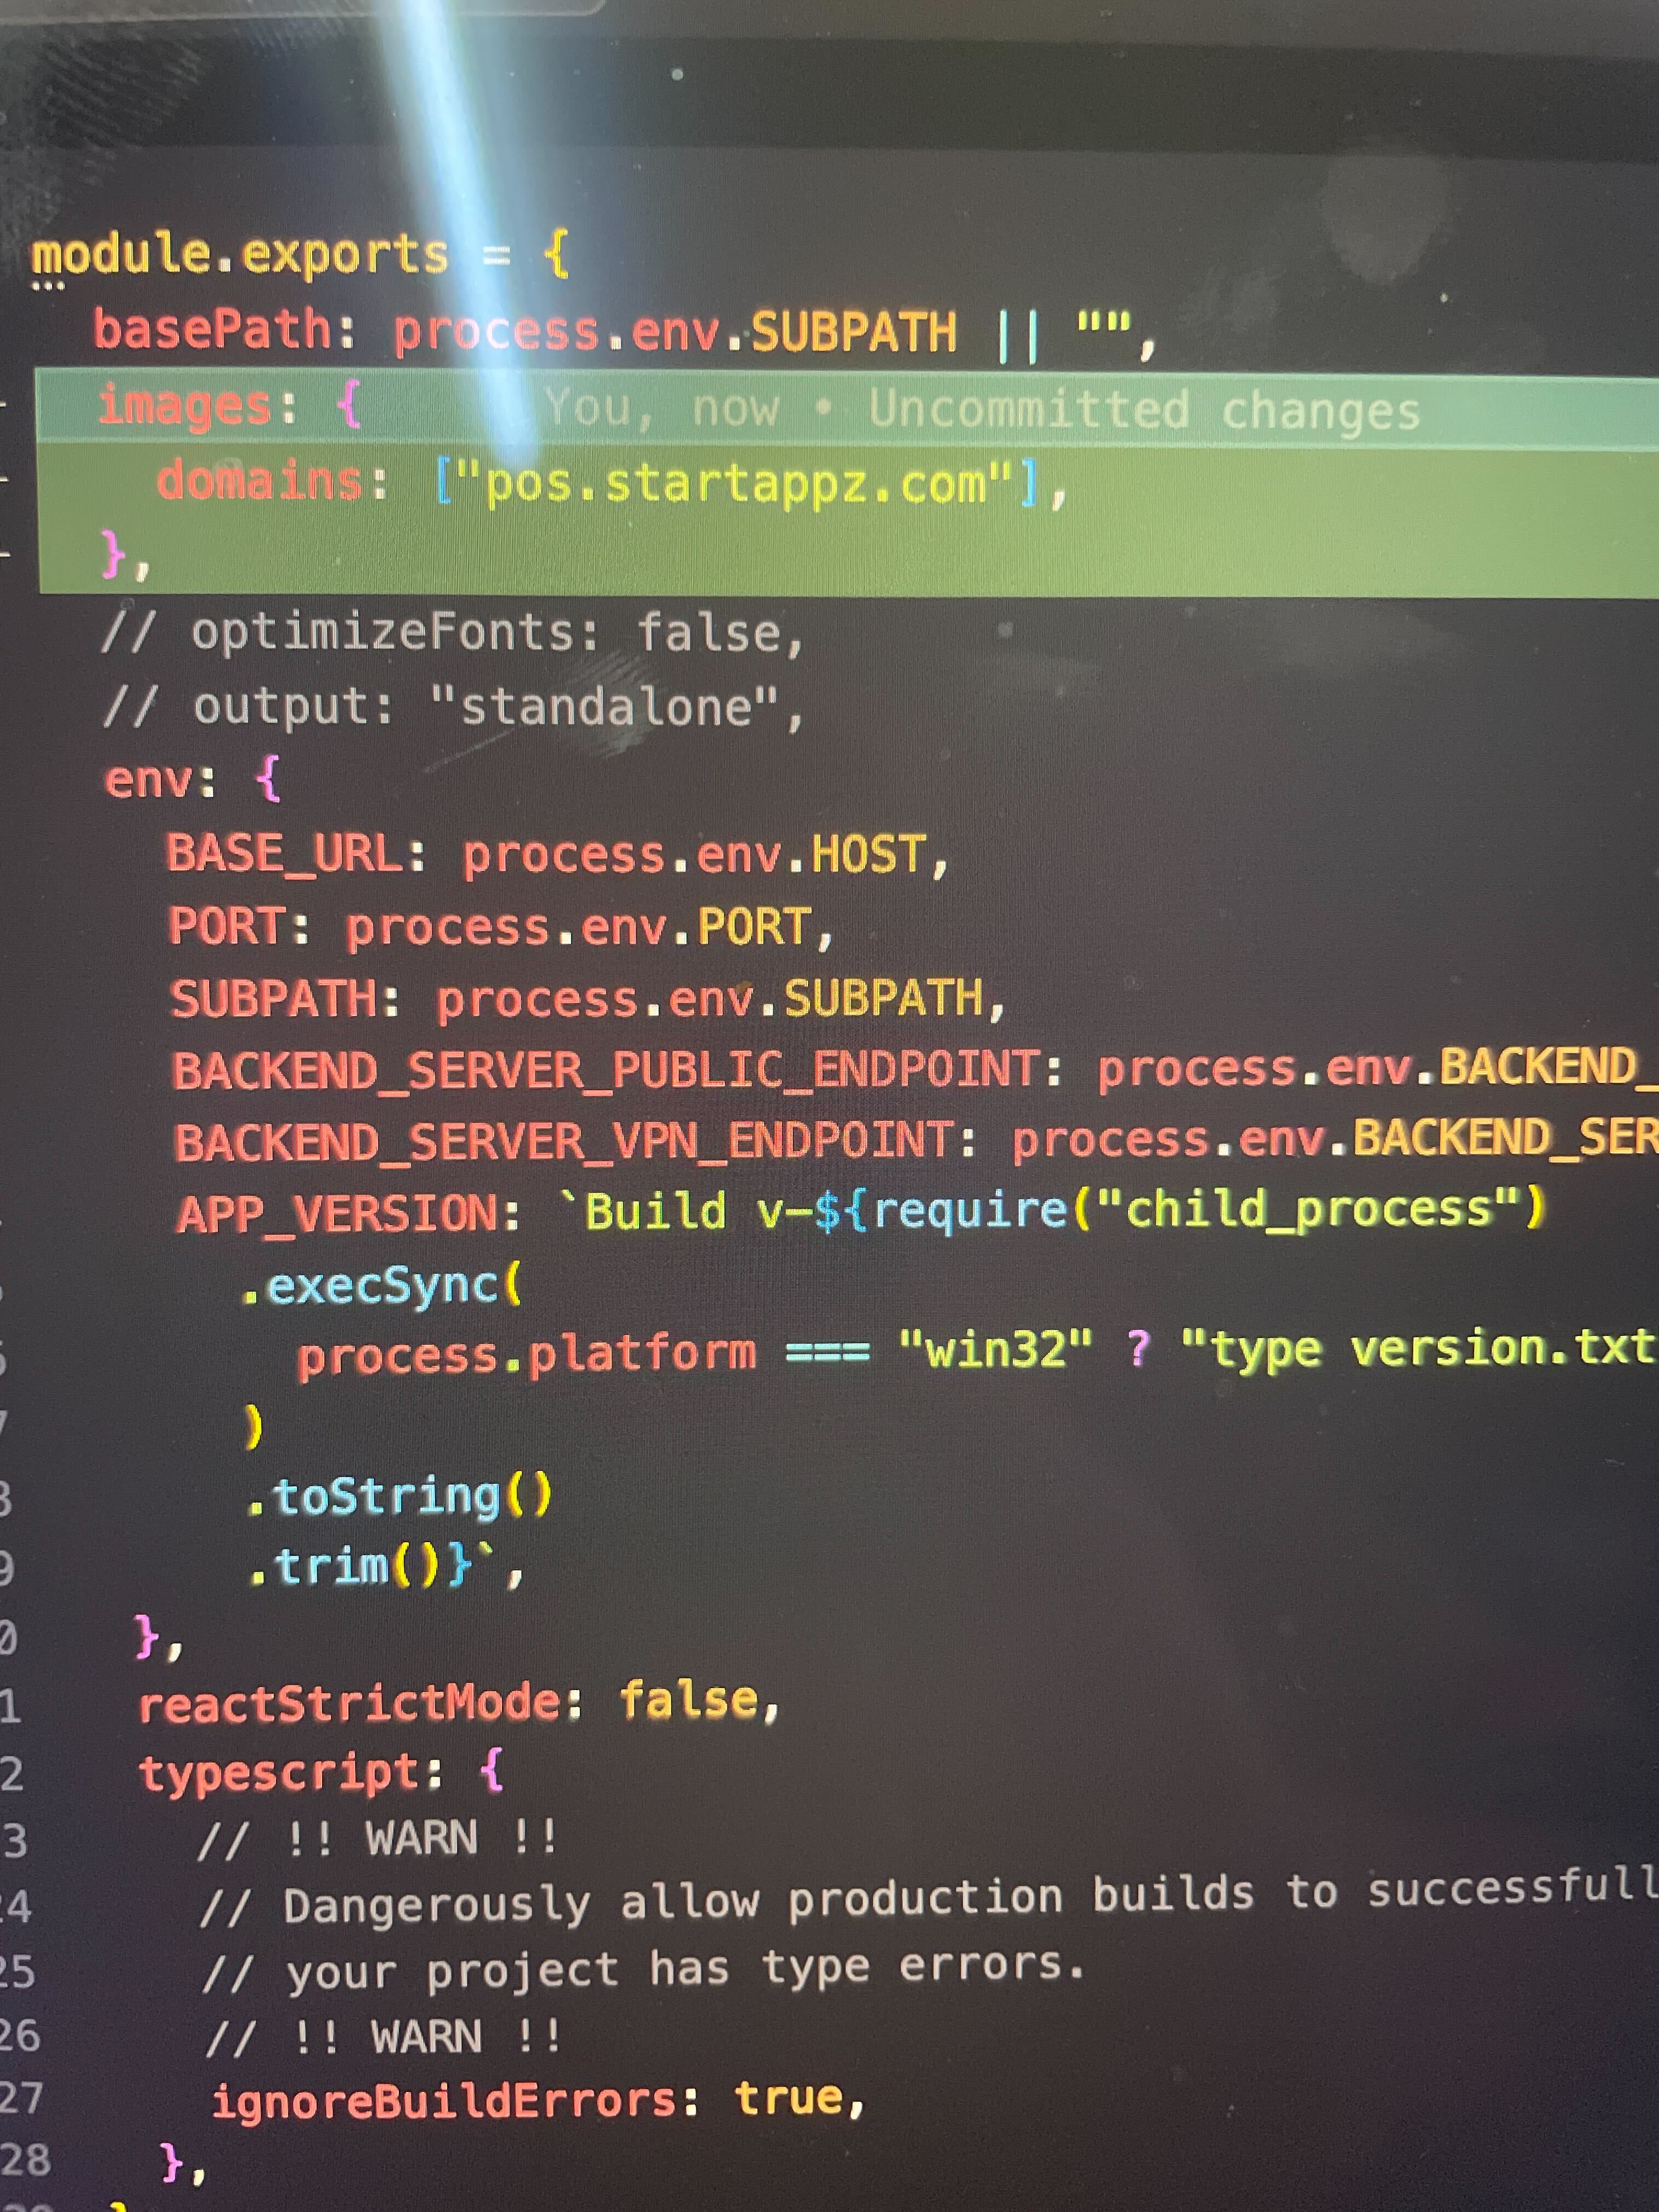 module.exports = {
basePath: process.env.SUBPATH || "",
images: { You, now • Uncommitted changes
domains: ["pos.startappz.com"],
},
// optimizeFonts: false,
// output: "standalone",
env: {
BASE_URL: process.env.HOST,
PORT: process.env.PORT,
SUBPATH: process.env.SUBPATH,
BACKEND_SERVER_PUBLIC_ENDPOINT: process.env.BACKEND_
BACKEND_SERVER_VPN_ENDPOINT: process.env.BACKEND_SER
APP_VERSION: `Build v-${require("child_process")
.execSync(
process.platform === "win32" ? "type version.txt
)
8 .toString()
9 .trim()}`,
0 },
1 reactStrictMode: false,
2 typescript: {
3 // !! WARN !!
24 // Dangerously allow production builds to successfull
25 // your project has type errors.
26 // !! WARN !!
27 ignoreBuildErrors: true,
28 },